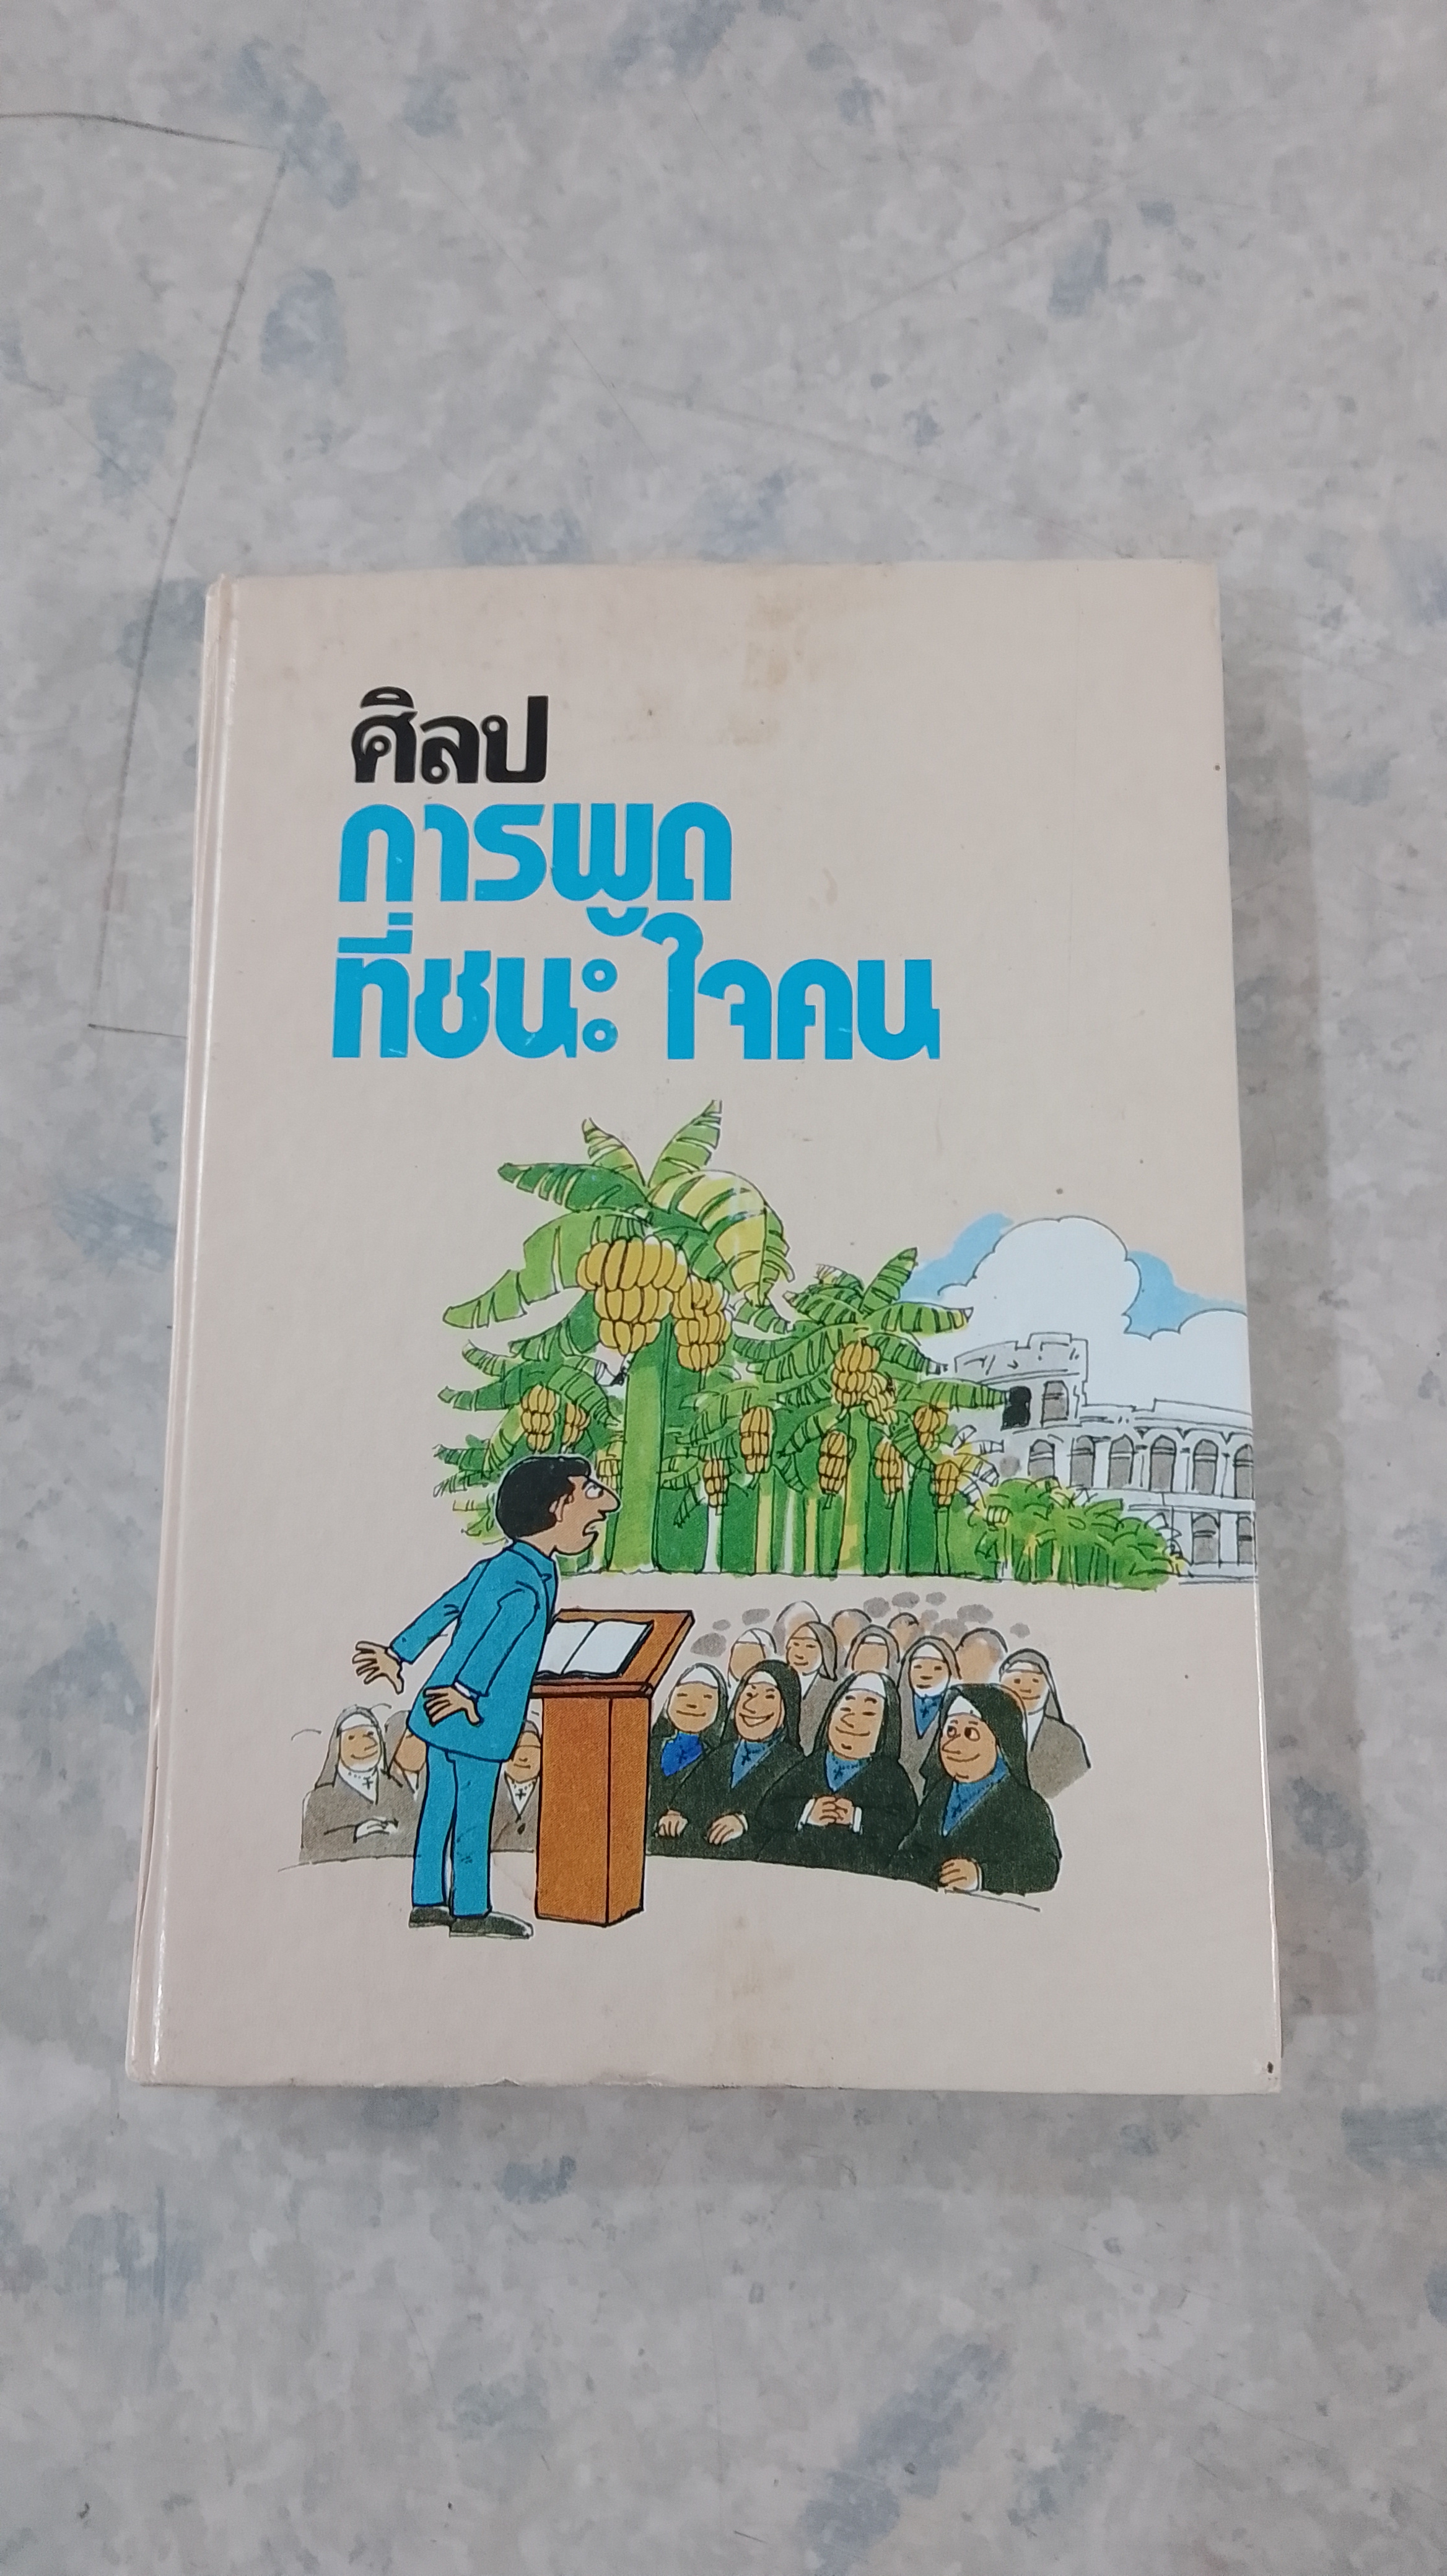 ศิลป
การพูด
ที่ชนะ ใจคน